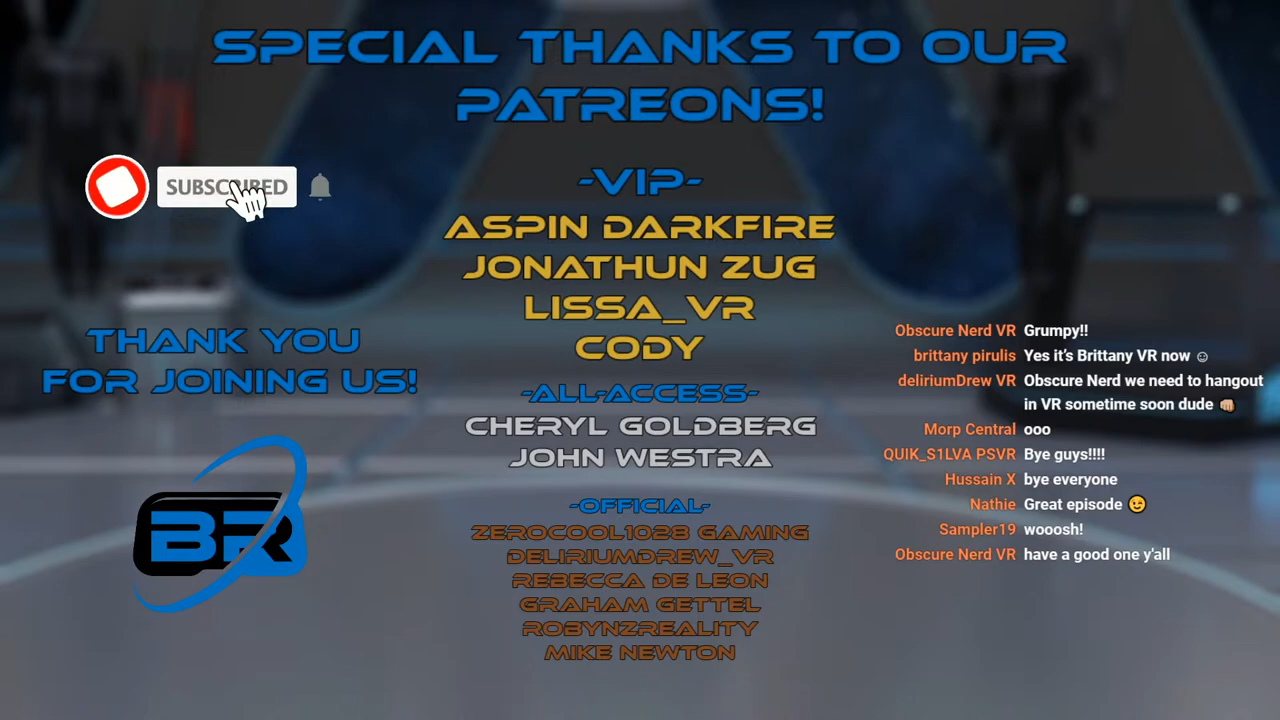 SPECIAL THANKS TO OUR
PATREONS!
SUBSCRIBED
-VIP-
ASPIN DARKFIRE
JONATHUN ZUG
LISSA_VR
CODY
-ALL-ACCESS-
CHERYL GOLDBERG
JOHN WESTRA
-OFFICIAL-
ZEROCOOL1028 GAMING
DELIRIUMDREW_VR
REBECCA DE LEON
GRAHAM GETTEL
ROBYNZREALITY
MIKE NEWTON
THANK YOU
FOR JOINING US!
BR
Obscure Nerd VR Grumpy!!
brittany pirulis Yes it’s Brittany VR now ☺
deliriumDrew VR Obscure Nerd we need to hangout
in VR sometime soon dude 👊🏼
Morp Central ooo
QUIK_S1LVA PSVR Bye guys!!!!
Hussain X bye everyone
Nathie Great episode 😉
Sampler19 wooosh!
Obscure Nerd VR have a good one y'all